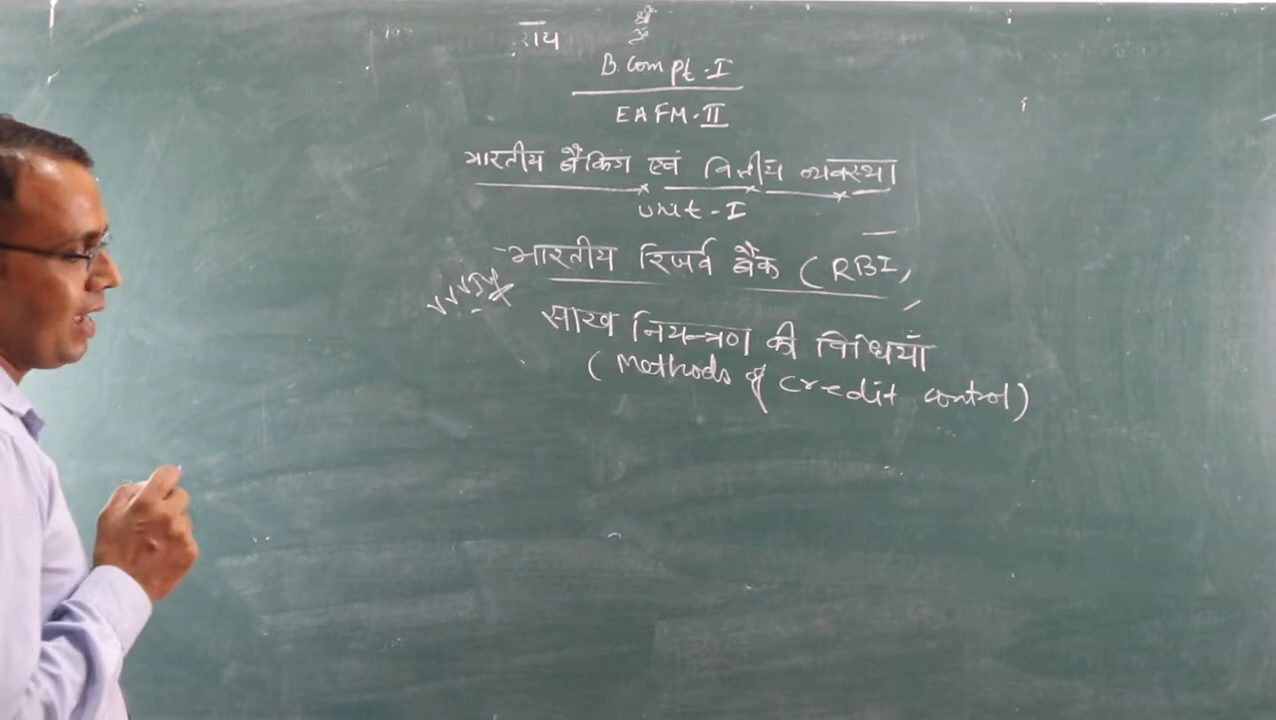 श्री
B.Com pt.I
EAFM-II
भारतीय बैंकिंग एवं वित्तीय व्यवस्था
Unit-I
भारतीय रिजर्व बैंक (RBI,
साख नियन्त्रण की विधियाँ
(Methods of Credit control)